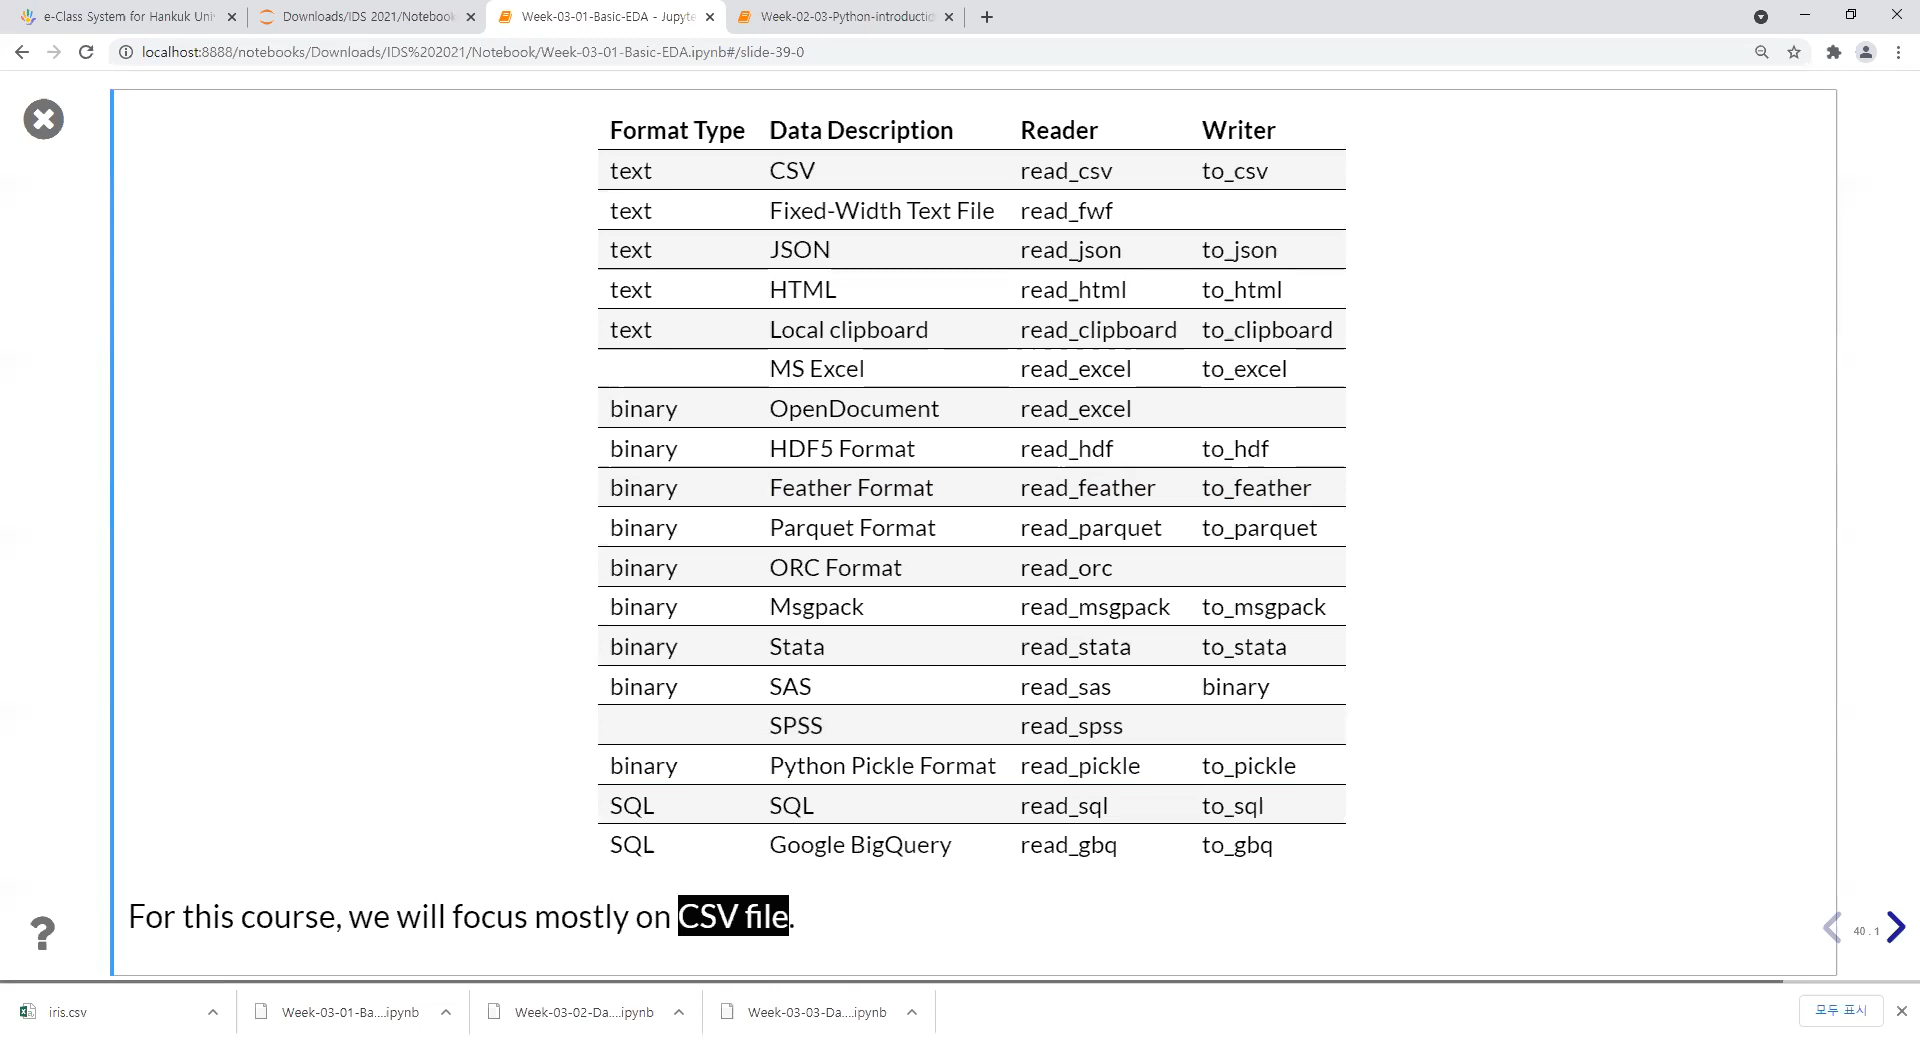 e-Class System for Hankuk Uni
Downloads/IDS 2021/Notebook
Week-03-01-Basic-EDA - Jupyte
Week-02-03-Python-introductio
localhost:8888/notebooks/Downloads/IDS%202021/Notebook/Week-03-01-Basic-EDA.ipynb#/slide-39-0
Format Type Data Description Reader Writer
text CSV read_csv to_csv
text Fixed-Width Text File read_fwf
text JSON read_json to_json
text HTML read_html to_html
text Local clipboard read_clipboard to_clipboard
MS Excel read_excel to_excel
binary OpenDocument read_excel
binary HDF5 Format read_hdf to_hdf
binary Feather Format read_feather to_feather
binary Parquet Format read_parquet to_parquet
binary ORC Format read_orc
binary Msgpack read_msgpack to_msgpack
binary Stata read_stata to_stata
binary SAS read_sas binary
SPSS read_spss
binary Python Pickle Format read_pickle to_pickle
SQL SQL read_sql to_sql
SQL Google BigQuery read_gbq to_gbq
For this course, we will focus mostly on CSV file.
40 . 1
iris.csv
Week-03-01-Ba....ipynb
Week-03-02-Da....ipynb
Week-03-03-Da....ipynb
모두 표시